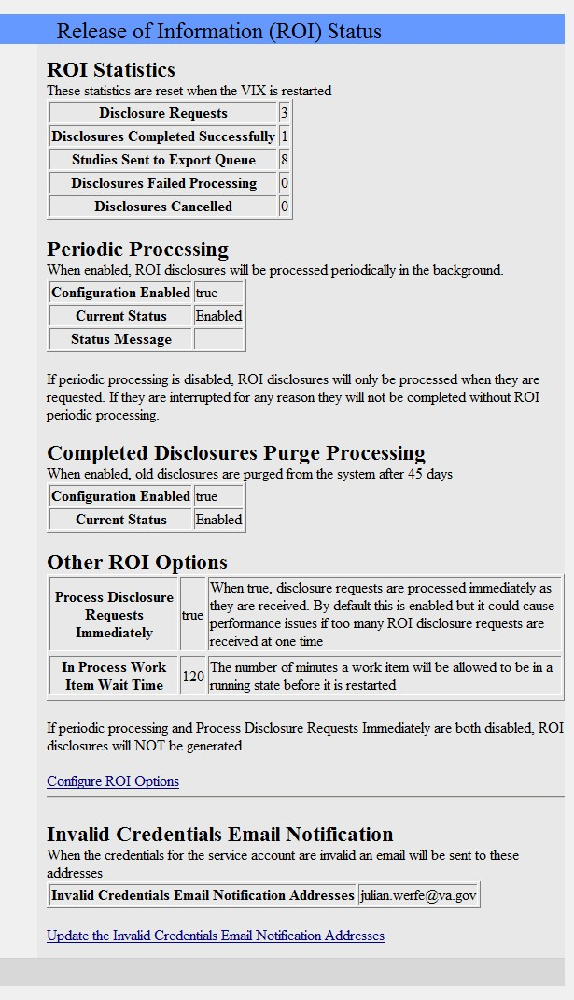 Release of Information (ROI) Status
ROI Statistics
These statistics are reset when the VIX is restarted
Disclosure Requests 3
Disclosures Completed Successfully 1
Studies Sent to Export Queue 8
Disclosures Failed Processing 0
Disclosures Cancelled 0
Periodic Processing
When enabled, ROI disclosures will be processed periodically in the background.
Configuration Enabled true
Current Status Enabled
Status Message
If periodic processing is disabled, ROI disclosures will only be processed when they are
requested. If they are interrupted for any reason they will not be completed without ROI
periodic processing.
Completed Disclosures Purge Processing
When enabled, old disclosures are purged from the system after 45 days
Configuration Enabled true
Current Status Enabled
Other ROI Options
Process Disclosure
Requests
Immediately
true
When true, disclosure requests are processed immediately as
they are received. By default this is enabled but it could cause
performance issues if too many ROI disclosure requests are
received at one time
In Process Work
Item Wait Time
120
The number of minutes a work item will be allowed to be in a
running state before it is restarted
If periodic processing and Process Disclosure Requests Immediately are both disabled, ROI
disclosures will NOT be generated.
Configure ROI Options
Invalid Credentials Email Notification
When the credentials for the service account are invalid an email will be sent to these
addresses
Invalid Credentials Email Notification Addresses julian.werfe@va.gov
Update the Invalid Credentials Email Notification Addresses